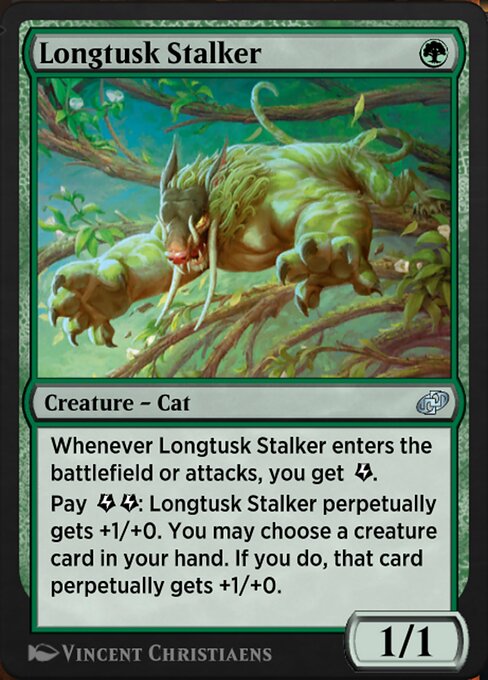 Longtusk Stalker
Creature – Cat
Whenever Longtusk Stalker enters the
battlefield or attacks, you get .
Pay : Longtusk Stalker perpetually
gets +1/+0. You may choose a creature
card in your hand. If you do, that card
perpetually gets +1/+0.
1/1
Vincent Christiaens